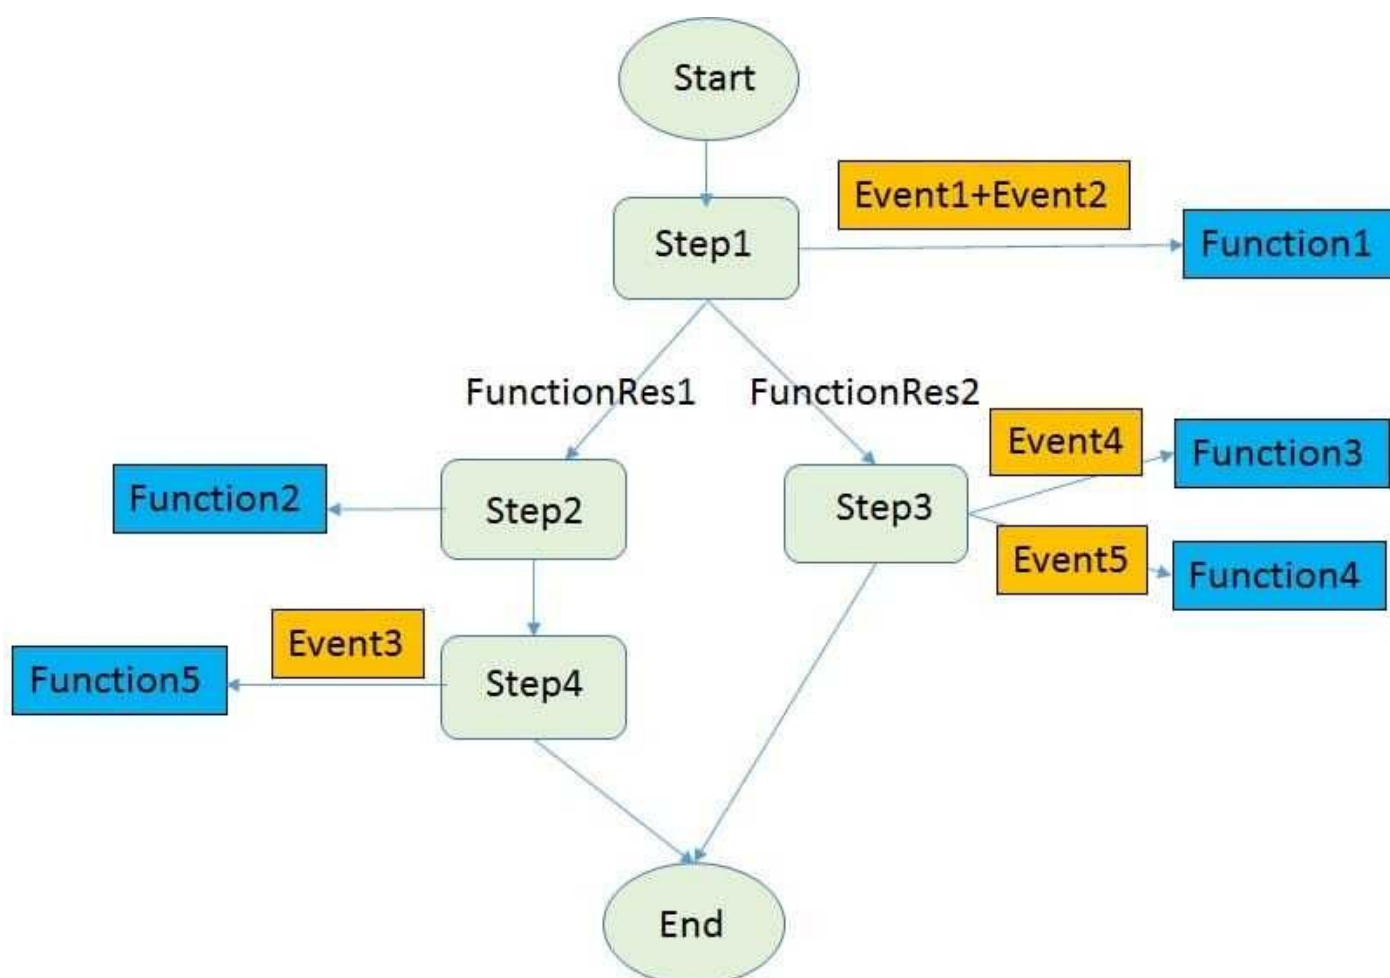 Start
Event1+Event2
Step1
Function1
FunctionRes1
FunctionRes2
Event4
Function3
Function2
Step2
Step3
Event5
Function4
Event3
Function5
Step4
End